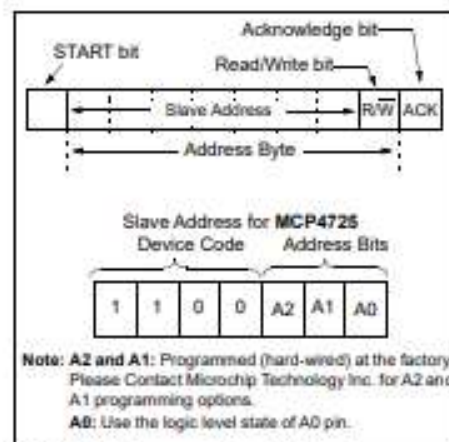 Acknowledge bit
START bit
Read/Write bit
Slave Address R/W ACK
Address Byte
Slave Address for MCP4725
Device Code Address Bits
1 1 0 0 A2 A1 A0
Note: A2 and A1: Programmed (hard-wired) at the factory
Please Contact Microchip Technology Inc. for A2 and
A1 programming options.
A0: Use the logic level state of A0 pin.